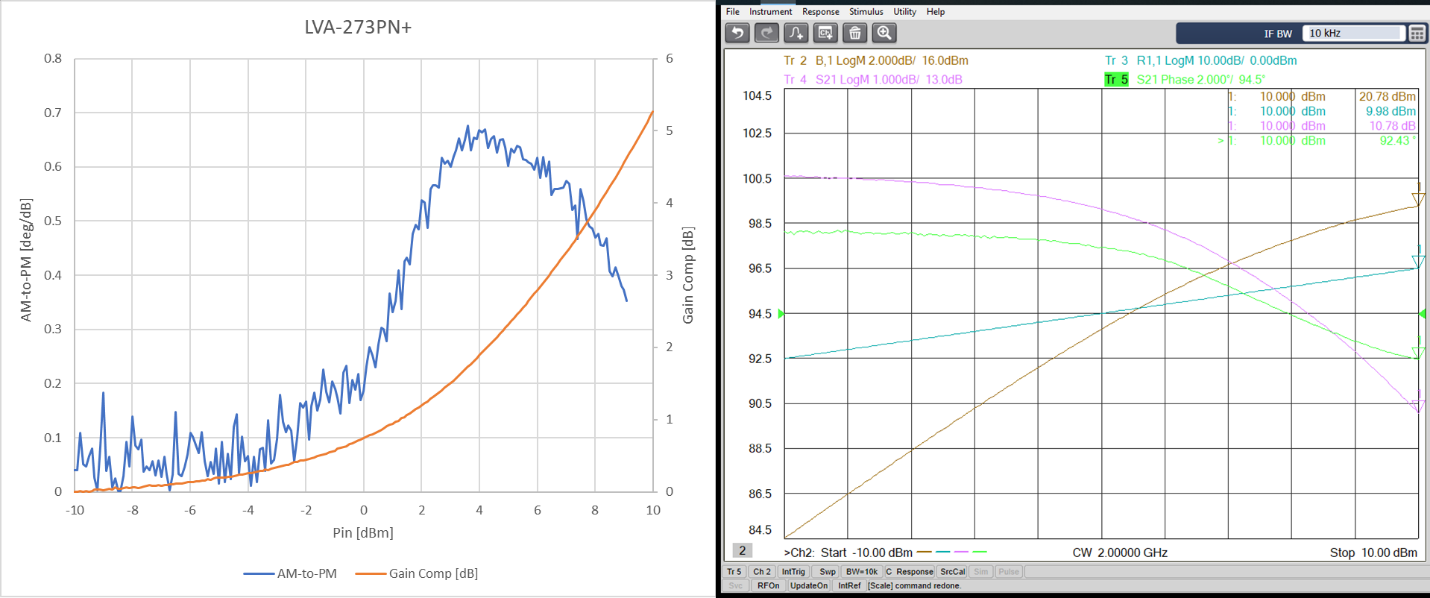 LVA-273PN+
0.8
0.7
0.6
0.5
0.4
0.3
0.2
0.1
0
AM-to-PM [deg/dB]
6
5
4
3
2
1
0
Gain Comp [dB]
-10 -8 -6 -4 -2 0 2 4 6 8 10
Pin [dBm]
AM-to-PM Gain Comp [dB]
File Instrument Response Stimulus Utility Help
IF BW 10 kHz
Tr 2 B,1 LogM 2.000dB/ 16.0dBm Tr 3 R1,1 LogM 10.00dB/ 0.00dBm
Tr 4 S21 LogM 1.000dB/ 13.0dB Tr 5 S21 Phase 2.000°/ 94.5°
1: 10.000 dBm 20.78 dBm
1: 10.000 dBm 9.98 dBm
1: 10.000 dBm 10.78 dB
> 1: 10.000 dBm 92.43 °
104.5
102.5
100.5
98.5
96.5
94.5
92.5
90.5
88.5
86.5
84.5
1
1
1
1
2 >Ch2: Start -10.00 dBm CW 2.00000 GHz Stop 10.00 dBm
Tr 5 Ch 2 IntTrig Swp BW=10k C Response SrcCal Sim Pulse
Svc RFOn UpdateOn IntRef [Scale] command redone.